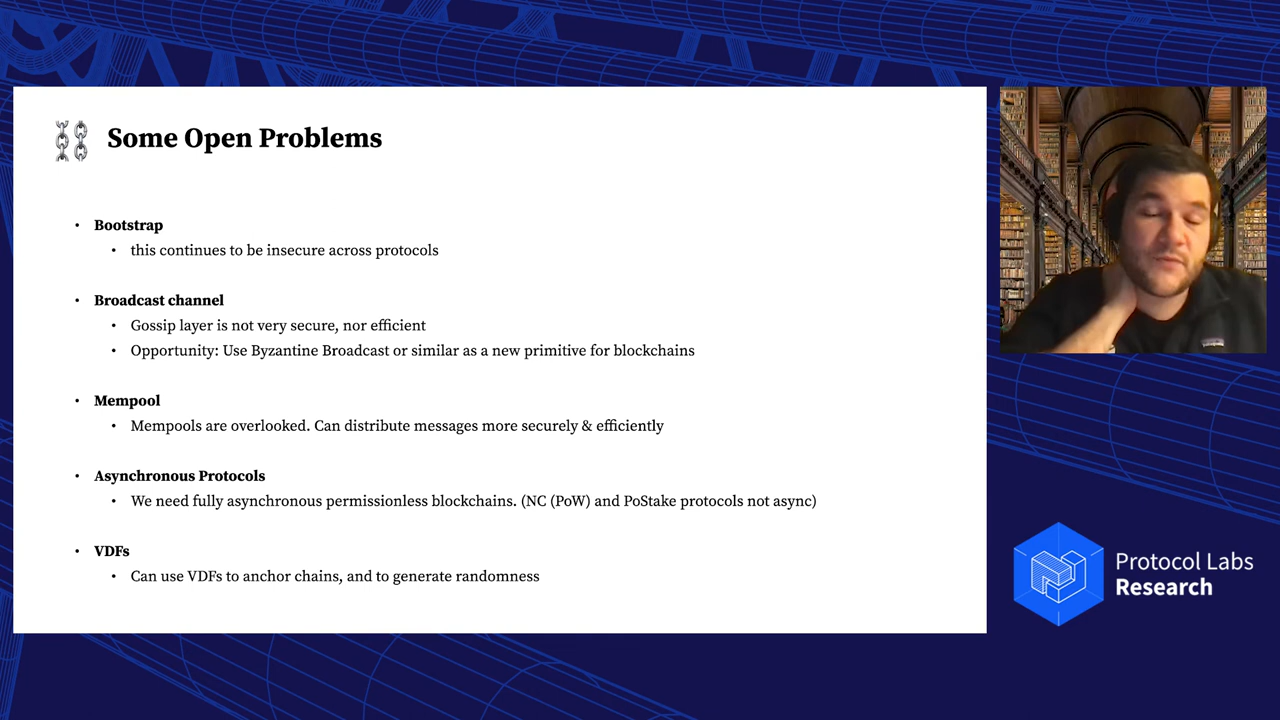 Some Open Problems
• Bootstrap
• this continues to be insecure across protocols
• Broadcast channel
• Gossip layer is not very secure, nor efficient
• Opportunity: Use Byzantine Broadcast or similar as a new primitive for blockchains
• Mempool
• Mempools are overlooked. Can distribute messages more securely & efficiently
• Asynchronous Protocols
• We need fully asynchronous permissionless blockchains. (NC (PoW) and PoStake protocols not async)
• VDFs
• Can use VDFs to anchor chains, and to generate randomness
Protocol Labs
Research